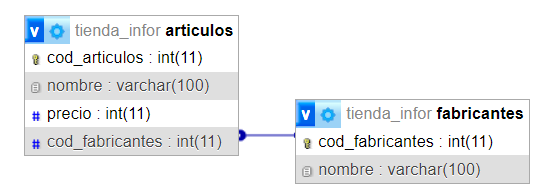 v tienda_infor articulos
cod_articulos : int(11)
nombre : varchar(100)
# precio : int(11)
# cod_fabricantes : int(11)
v tienda_infor fabricantes
cod_fabricantes : int(11)
nombre : varchar(100)